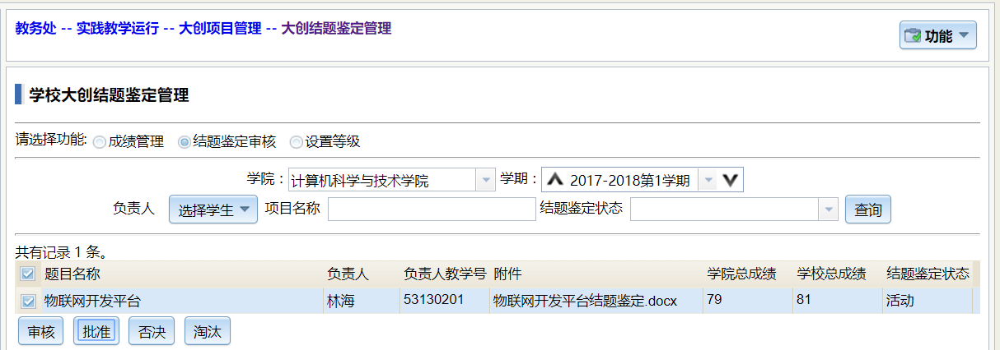 教务处 -- 实践教学运行 -- 大创项目管理 -- 大创结题鉴定管理
功能
学校大创结题鉴定管理
请选择功能: 成绩管理 结题鉴定审核 设置等级
学院： 计算机科学与技术学院 学期： 2017-2018第1学期
负责人 选择学生 项目名称 结题鉴定状态 查询
共有记录 1 条。
题目名称 负责人 负责人教学号 附件 学院总成绩 学校总成绩 结题鉴定状态
物联网开发平台 林海 53130201 物联网开发平台结题鉴定.docx 79 81 活动
审核 批准 否决 淘汰